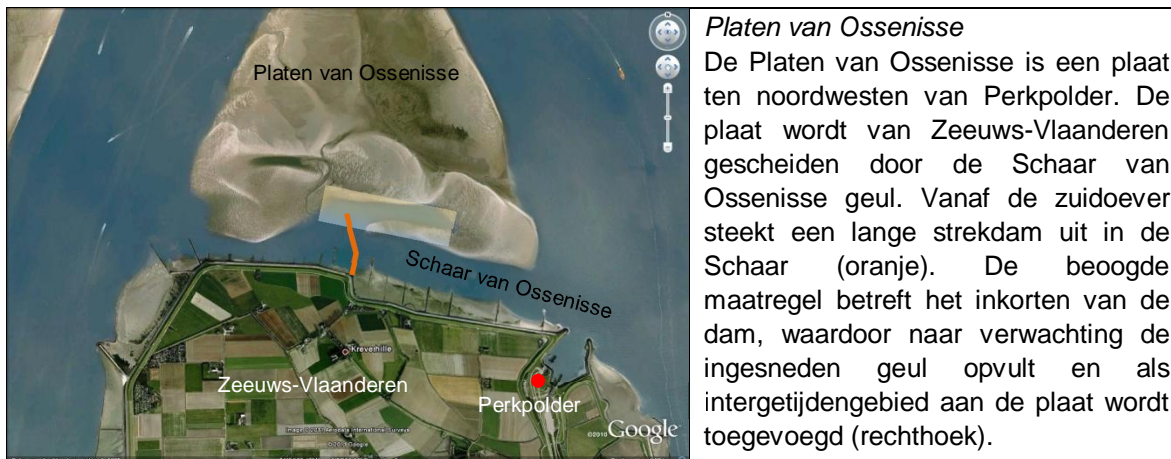 Platen van Ossenisse
Schaar van Ossenisse
Krevelhille
Zeeuws-Vlaanderen
Perkpolder
©2010 Google
Platen van Ossenisse
De Platen van Ossenisse is een plaat
ten noordwesten van Perkpolder. De
plaat wordt van Zeeuws-Vlaanderen
gescheiden door de Schaar van
Ossenisse geul. Vanaf de zuidoever
steekt een lange strekdam uit in de
Schaar (oranje). De beoogde
maatregel betreft het inkorten van de
dam, waardoor naar verwachting de
ingesneden geul opvult en als
intergetijdengebied aan de plaat wordt
toegevoegd (rechthoek).